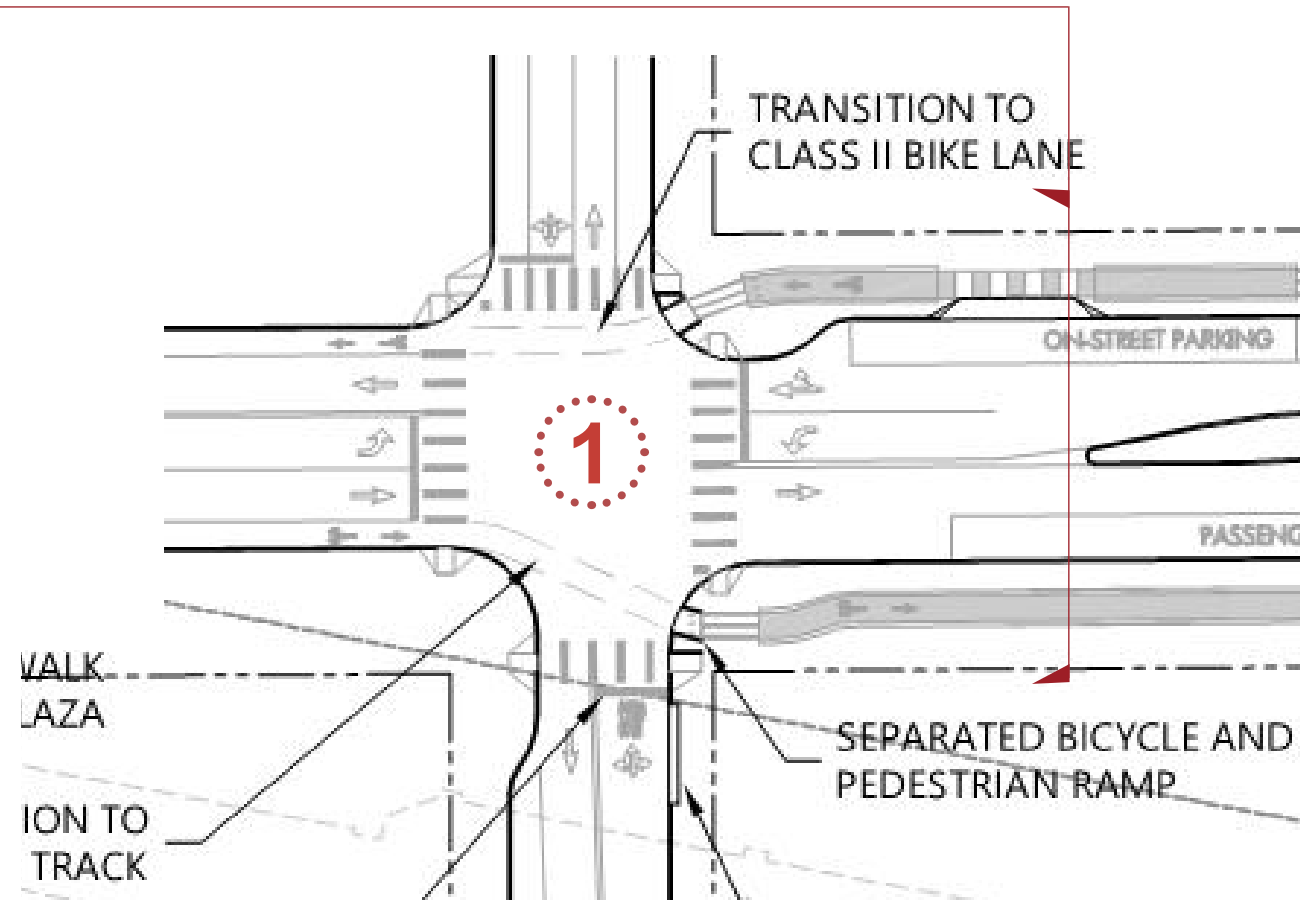 TRANSITION TO
CLASS II BIKE LANE
ON-STREET PARKING
1
PASSENG
WALK
LAZA
SEPARATED BICYCLE AND
PEDESTRIAN RAMP
ION TO
TRACK